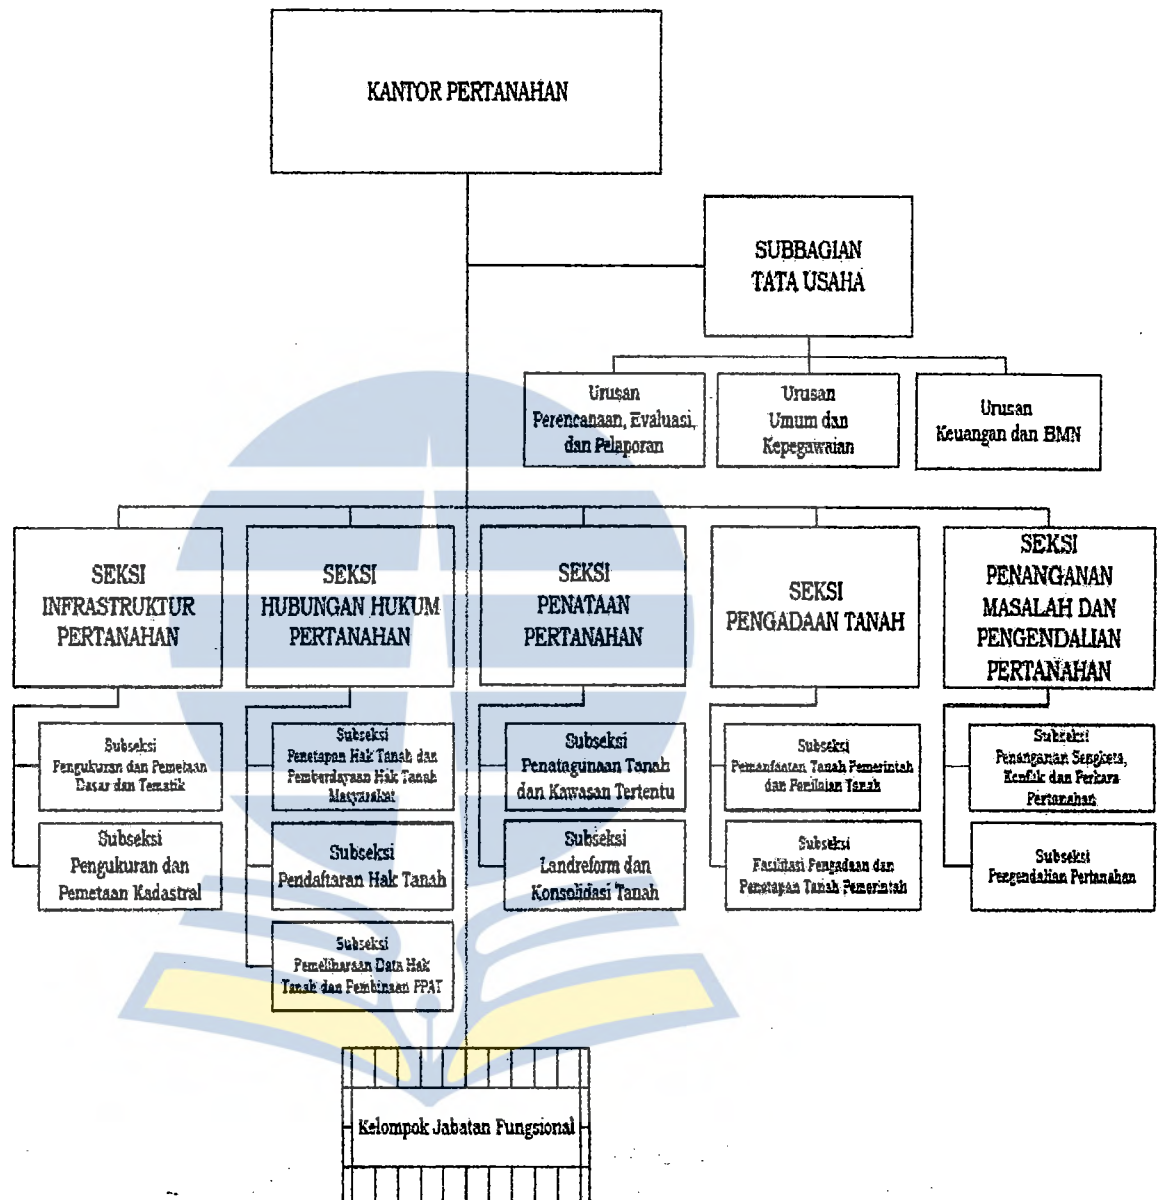 KANTOR PERTANAHAN
SUBBAGIAN
TATA USAHA
Urusan
Perencanaan, Evaluasi,
dan Pelaporan
Urusan
Umum dan
Kepegawaian
Urusan
Keuangan dan BMN
SEKSI
INFRASTRUKTUR
PERTANAHAN
SEKSI
HUBUNGAN HUKUM
PERTANAHAN
SEKSI
PENATAAN
PERTANAHAN
SEKSI
PENGADAAN TANAH
SEKSI
PENANGANAN
MASALAH DAN
PENGENDALIAN
PERTANAHAN
Subseksi
Pengukuran dan Pemetaan
Dasar dan Tematik
Subseksi
Pengukuran dan
Pemetaan Kadastral
Subseksi
Penetapan Hak Tanah dan
Pemberdayaan Hak Tanah
Masyarakat
Subseksi
Pendaftaran Hak Tanah
Subseksi
Pemeliharaan Data Hak
Tanah dan Pembinaan PPAT
Subseksi
Penatagunaan Tanah
dan Kawasan Tertentu
Subseksi
Landreform dan
Konsolidasi Tanah
Subseksi
Pemanfaatan Tanah Pemerintah
dan Penilaian Tanah
Subseksi
Fasilitasi Pengadaan dan
Penetapan Tanah Pemerintah
Subseksi
Penanganan Sengketa,
Konflik dan Perkara
Pertanahan
Subseksi
Pengendalian Pertanahan
Kelompok Jabatan Fungsional